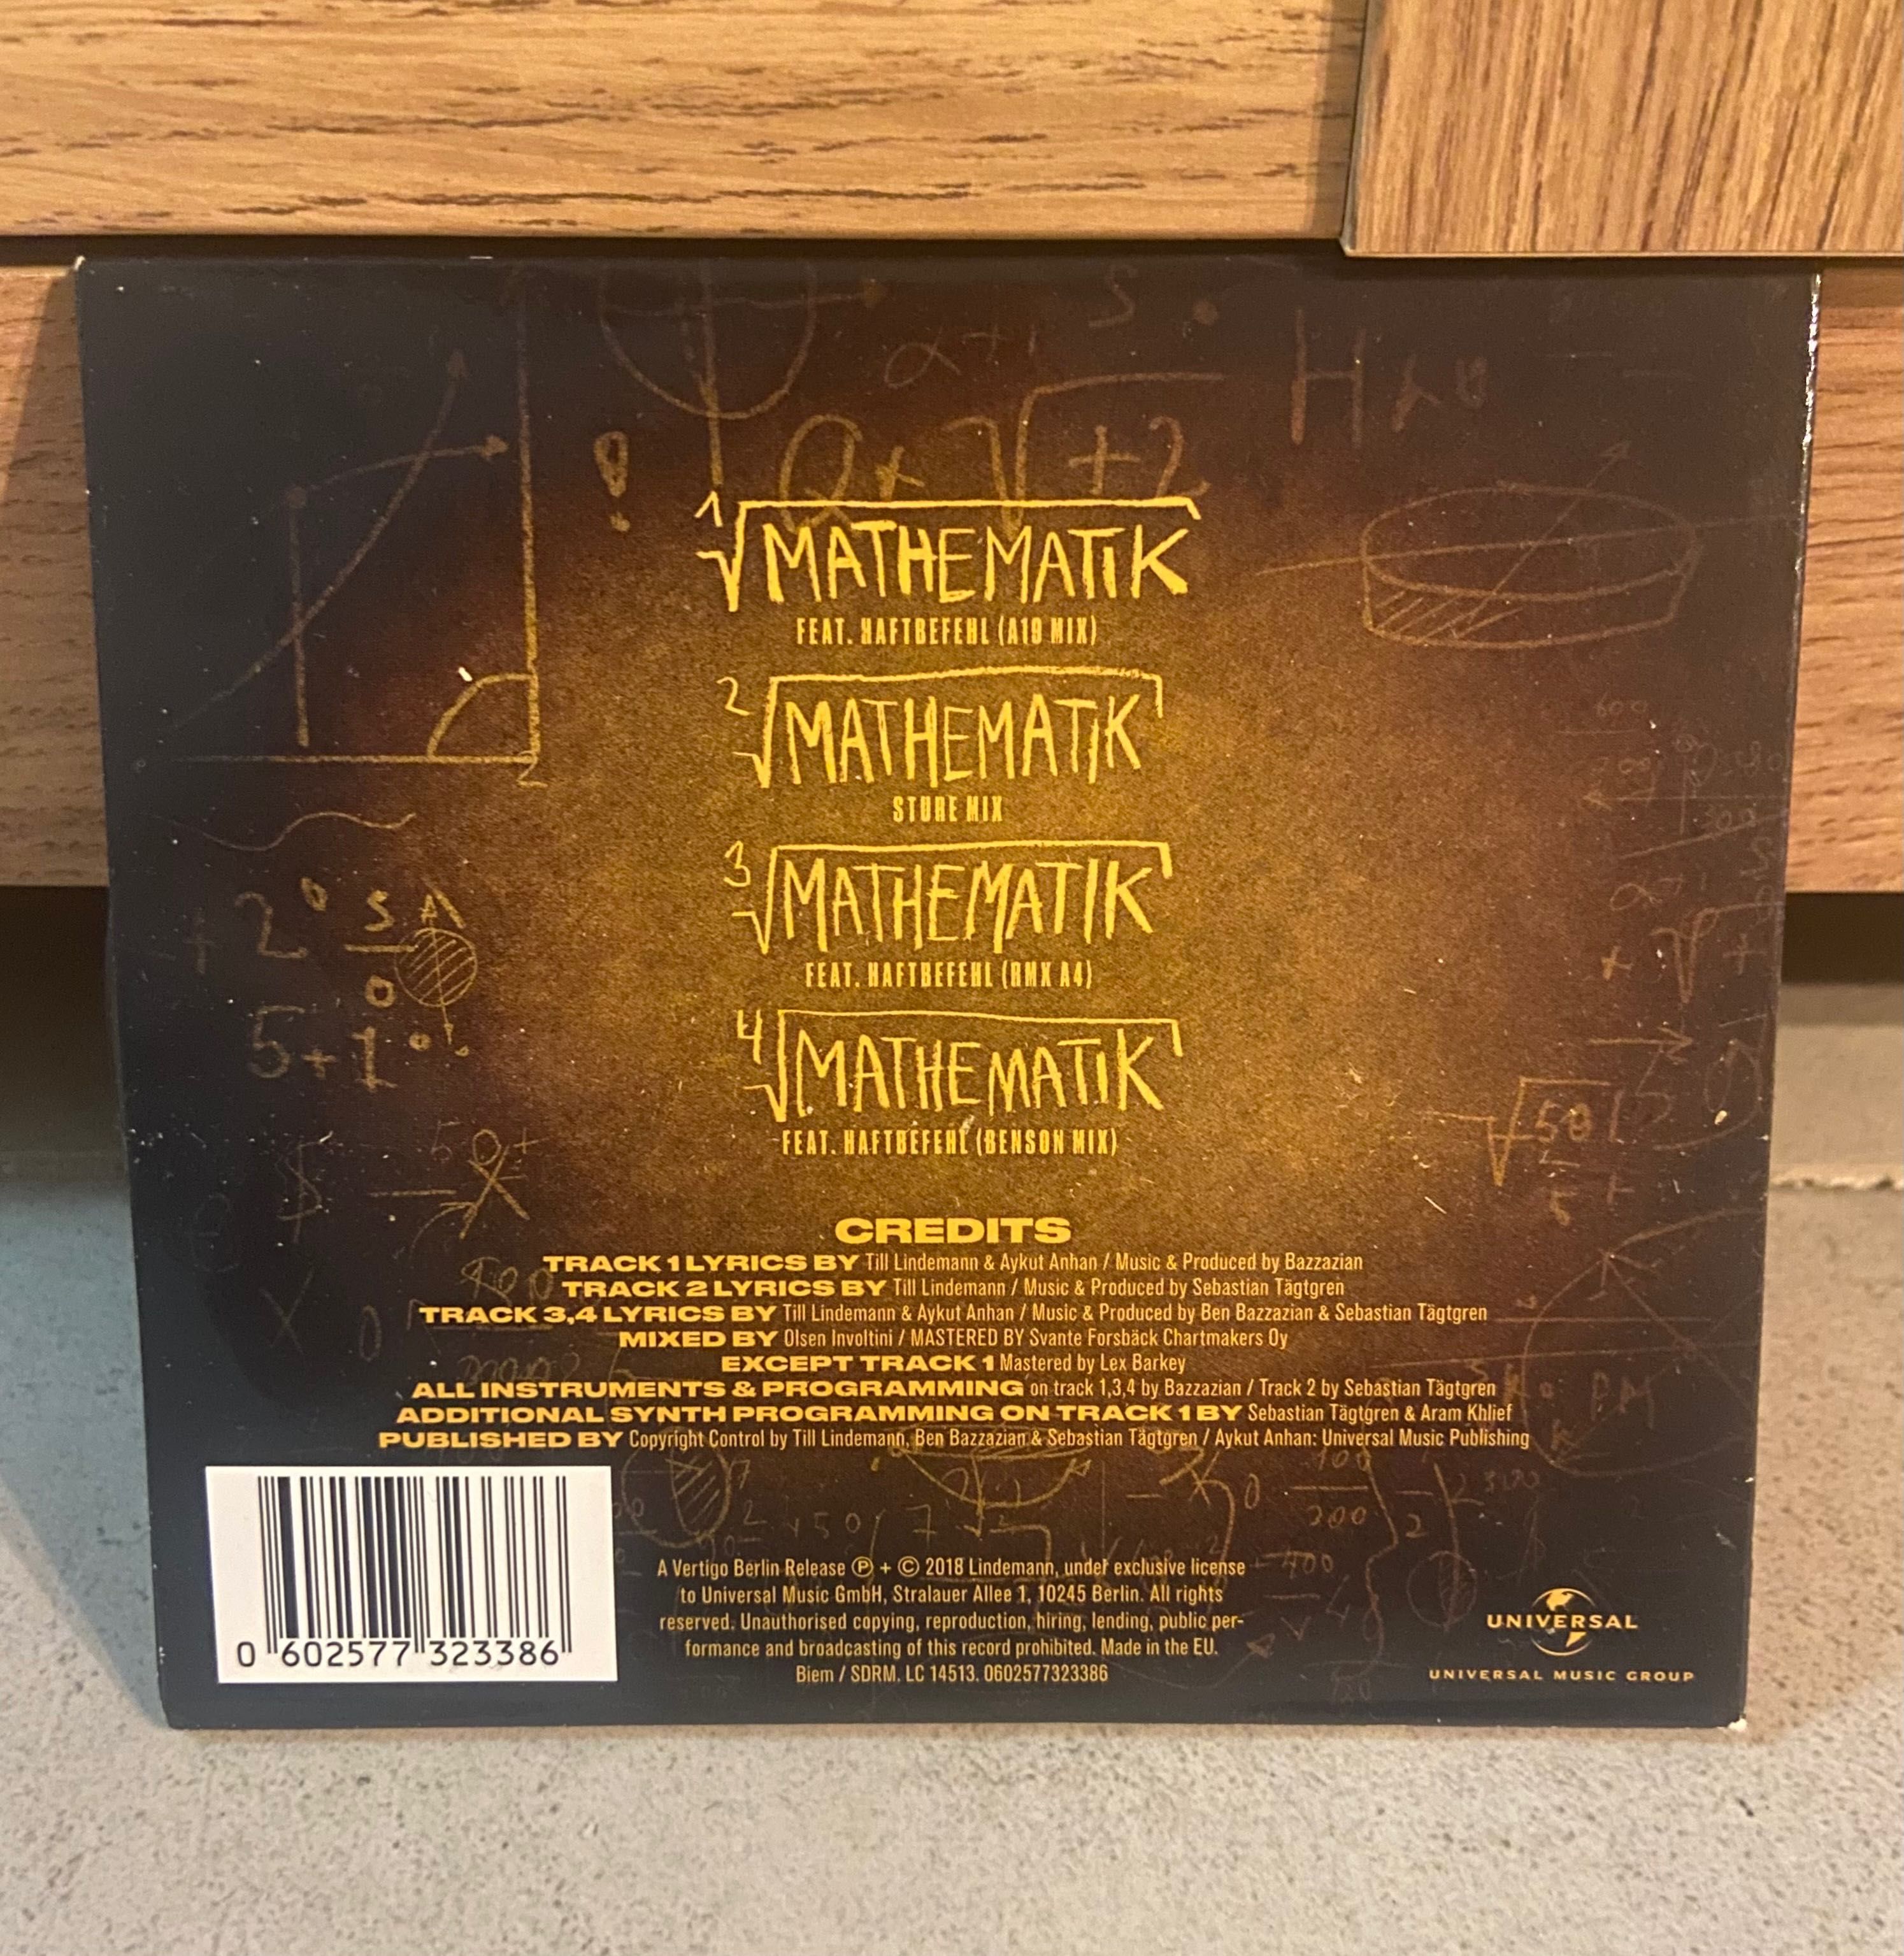 1 √MATHEMATIK
FEAT. HAFTBEFEHL (A19 MIX)
2 √MATHEMATIK
STURE MIX
3 √MATHEMATIK
FEAT. HAFTBEFEHL (RMX A4)
4 √MATHEMATIK
FEAT. HAFTBEFEHL (BENSON MIX)
CREDITS
TRACK 1 LYRICS BY Till Lindemann & Aykut Anhan / Music & Produced by Bazzazian
TRACK 2 LYRICS BY Till Lindemann / Music & Produced by Sebastian Tägtgren
TRACK 3,4 LYRICS BY Till Lindemann & Aykut Anhan / Music & Produced by Ben Bazzazian & Sebastian Tägtgren
MIXED BY Olsen Involtini / MASTERED BY Svante Forsbäck Chartmakers Oy
EXCEPT TRACK 1 Mastered by Lex Barkey
ALL INSTRUMENTS & PROGRAMMING on track 1,3,4 by Bazzazian / Track 2 by Sebastian Tägtgren
ADDITIONAL SYNTH PROGRAMMING ON TRACK 1 BY Sebastian Tägtgren & Aram Khlief
PUBLISHED BY Copyright Control by Till Lindemann, Ben Bazzazian & Sebastian Tägtgren / Aykut Anhan: Universal Music Publishing
0 602577 323386
A Vertigo Berlin Release ℗ + © 2018 Lindemann, under exclusive license
to Universal Music GmbH, Stralauer Allee 1, 10245 Berlin. All rights
reserved. Unauthorised copying, reproduction, hiring, lending, public per-
formance and broadcasting of this record prohibited. Made in the EU.
Biem / SDRM. LC 14513. 0602577323386
UNIVERSAL
UNIVERSAL MUSIC GROUP